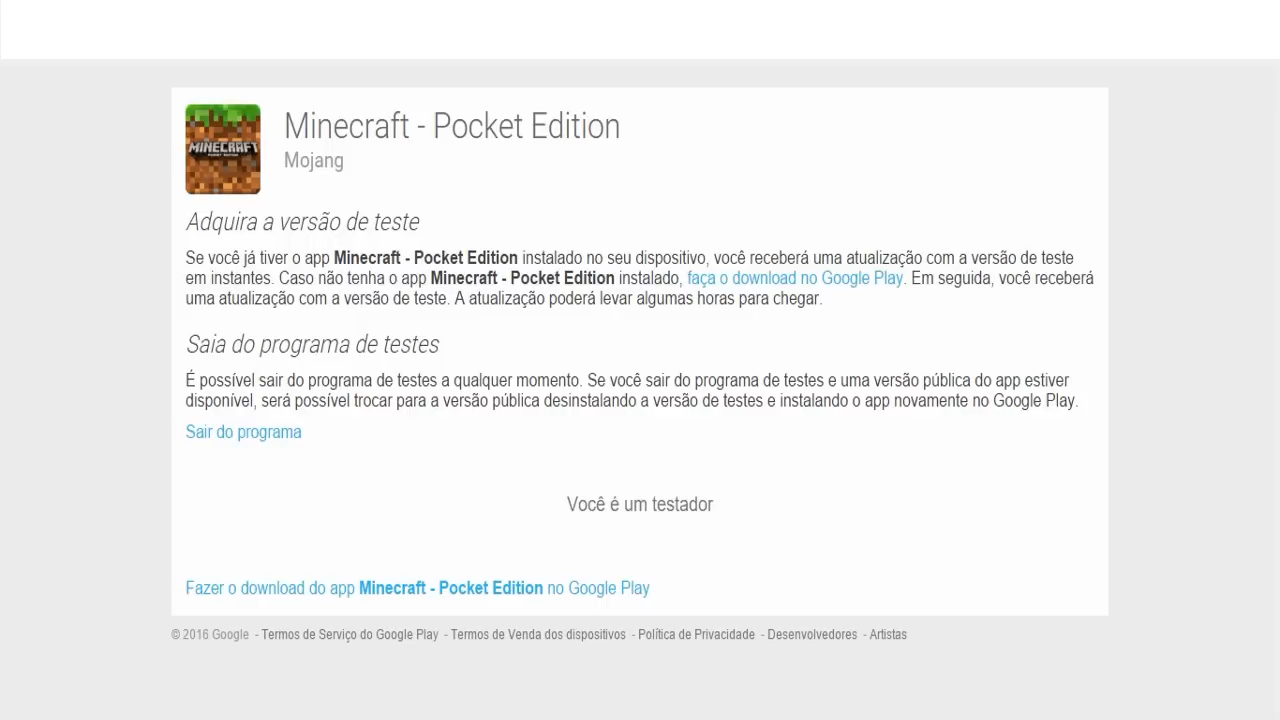 MINECRAFT
POCKET EDITION
Minecraft - Pocket Edition
Mojang
Adquira a versão de teste
Se você já tiver o app Minecraft - Pocket Edition instalado no seu dispositivo, você receberá uma atualização com a versão de teste
em instantes. Caso não tenha o app Minecraft - Pocket Edition instalado, faça o download no Google Play. Em seguida, você receberá
uma atualização com a versão de teste. A atualização poderá levar algumas horas para chegar.
Saia do programa de testes
É possível sair do programa de testes a qualquer momento. Se você sair do programa de testes e uma versão pública do app estiver
disponível, será possível trocar para a versão pública desinstalando a versão de testes e instalando o app novamente no Google Play.
Sair do programa
Você é um testador
Fazer o download do app Minecraft - Pocket Edition no Google Play
© 2016 Google - Termos de Serviço do Google Play - Termos de Venda dos dispositivos - Política de Privacidade - Desenvolvedores - Artistas